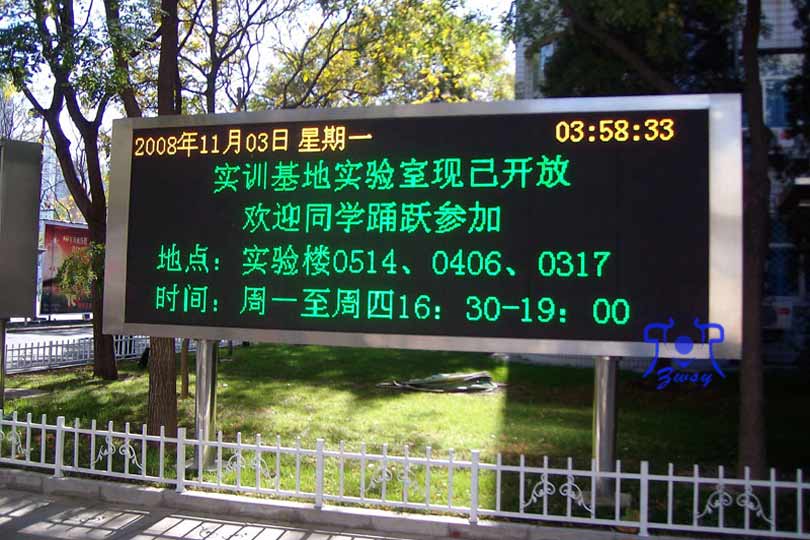 2008年11月03日 星期一 03:58:33
实训基地实验室现已开放
欢迎同学踊跃参加
地点：实验楼0514、0406、0317
时间：周一至周四16：30-19：00
Zwsy